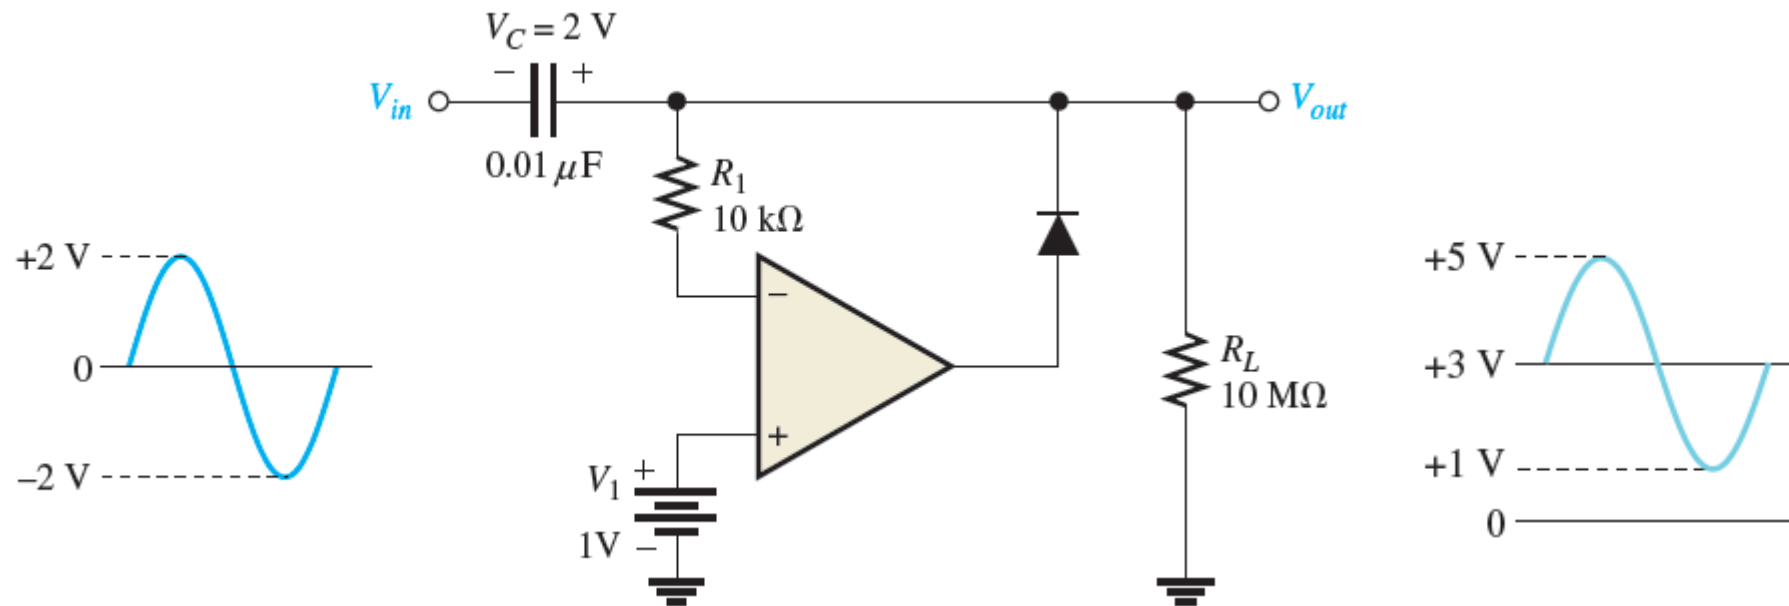 V_C = 2 V
− +
V_in
V_out
0.01 μF
R_1
10 kΩ
+2 V
0
−2 V
−
+
V_1 +
1V −
R_L
10 MΩ
+5 V
+3 V
+1 V
0